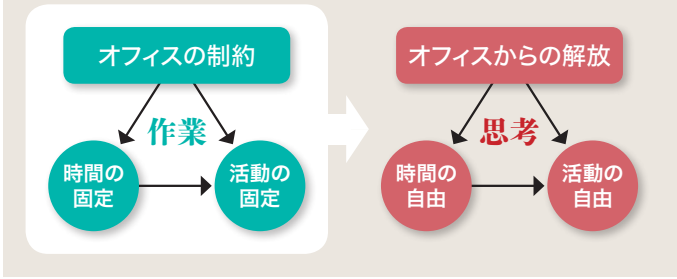 オフィスの制約
作業
時間の
固定
活動の
固定
オフィスからの解放
思考
時間の
自由
活動の
自由